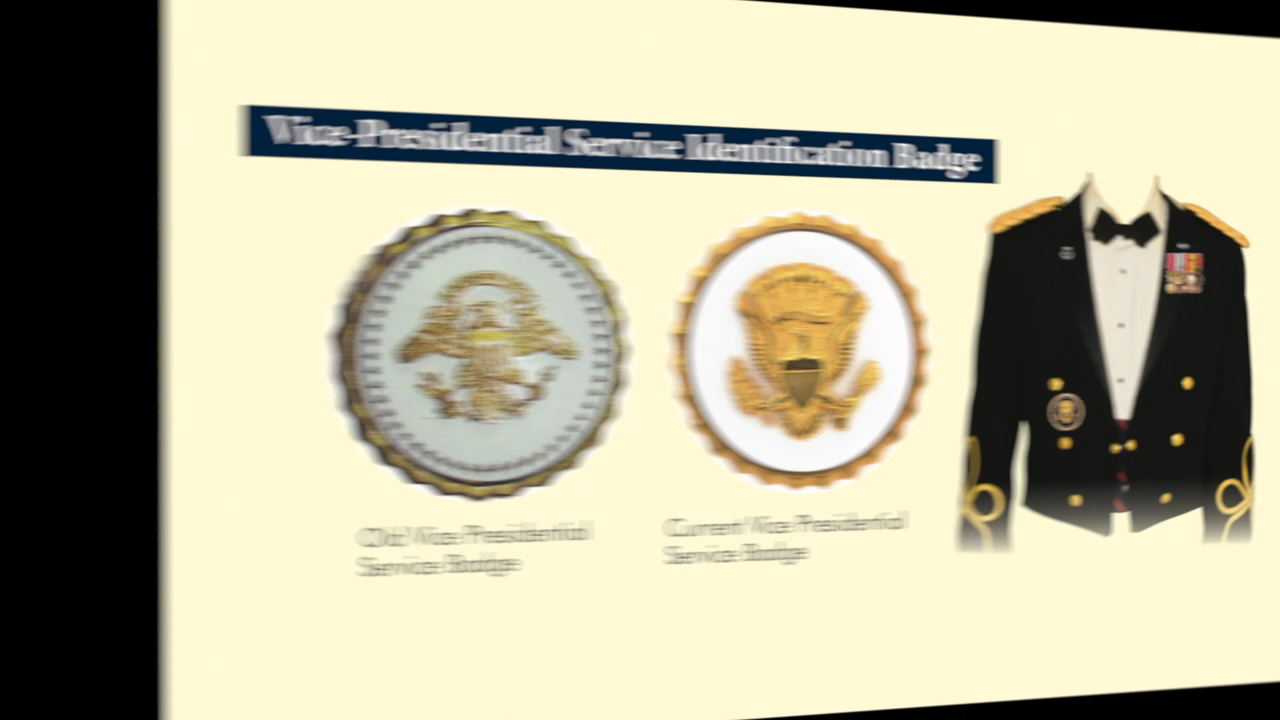 Vice-Presidential Service Identification Badge
Old Vice Presidential
Service Badge
Current Vice Presidential
Service Badge